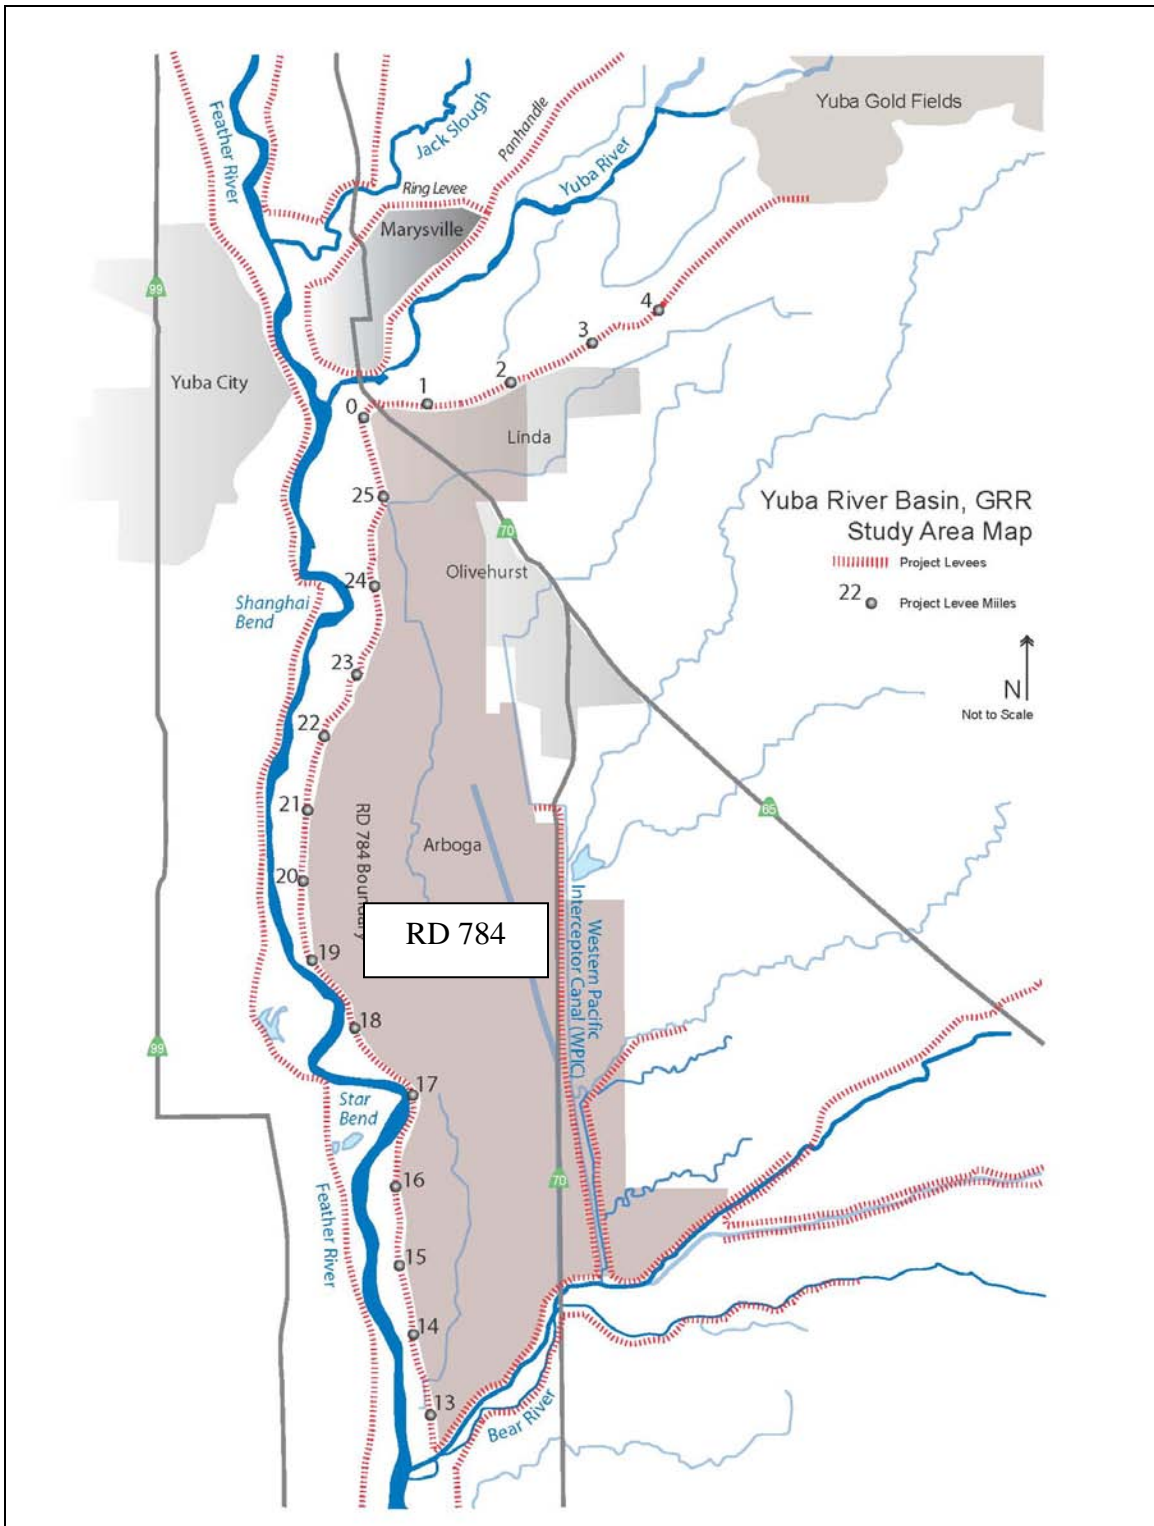 Yuba Gold Fields
Feather River
Jack Slough
Panhandle
Yuba River
Ring Levee
Marysville
99
4
3
2
1
0
Yuba City
Linda
25
70
Yuba River Basin, GRR
Study Area Map
Project Levees
22
Project Levee Miiles
N
Not to Scale
Olivehurst
24
Shanghai
Bend
23
22
21
65
RD 784 Boundary
Arboga
20
RD 784
Western Pacific
Interceptor Canal (WPIC)
19
18
99
17
Star
Bend
16
70
Feather River
15
14
13
Bear River